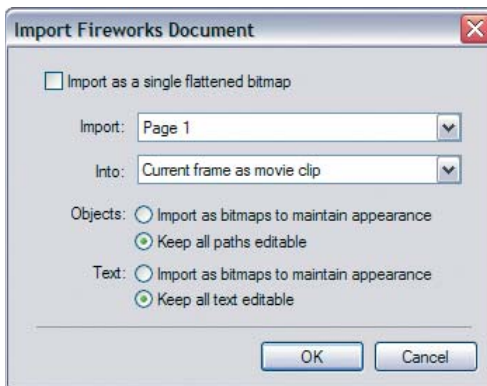 Import Fireworks Document
Import as a single flattened bitmap
Import: Page 1
Into: Current frame as movie clip
Objects: Import as bitmaps to maintain appearance
Keep all paths editable
Text: Import as bitmaps to maintain appearance
Keep all text editable
OK Cancel